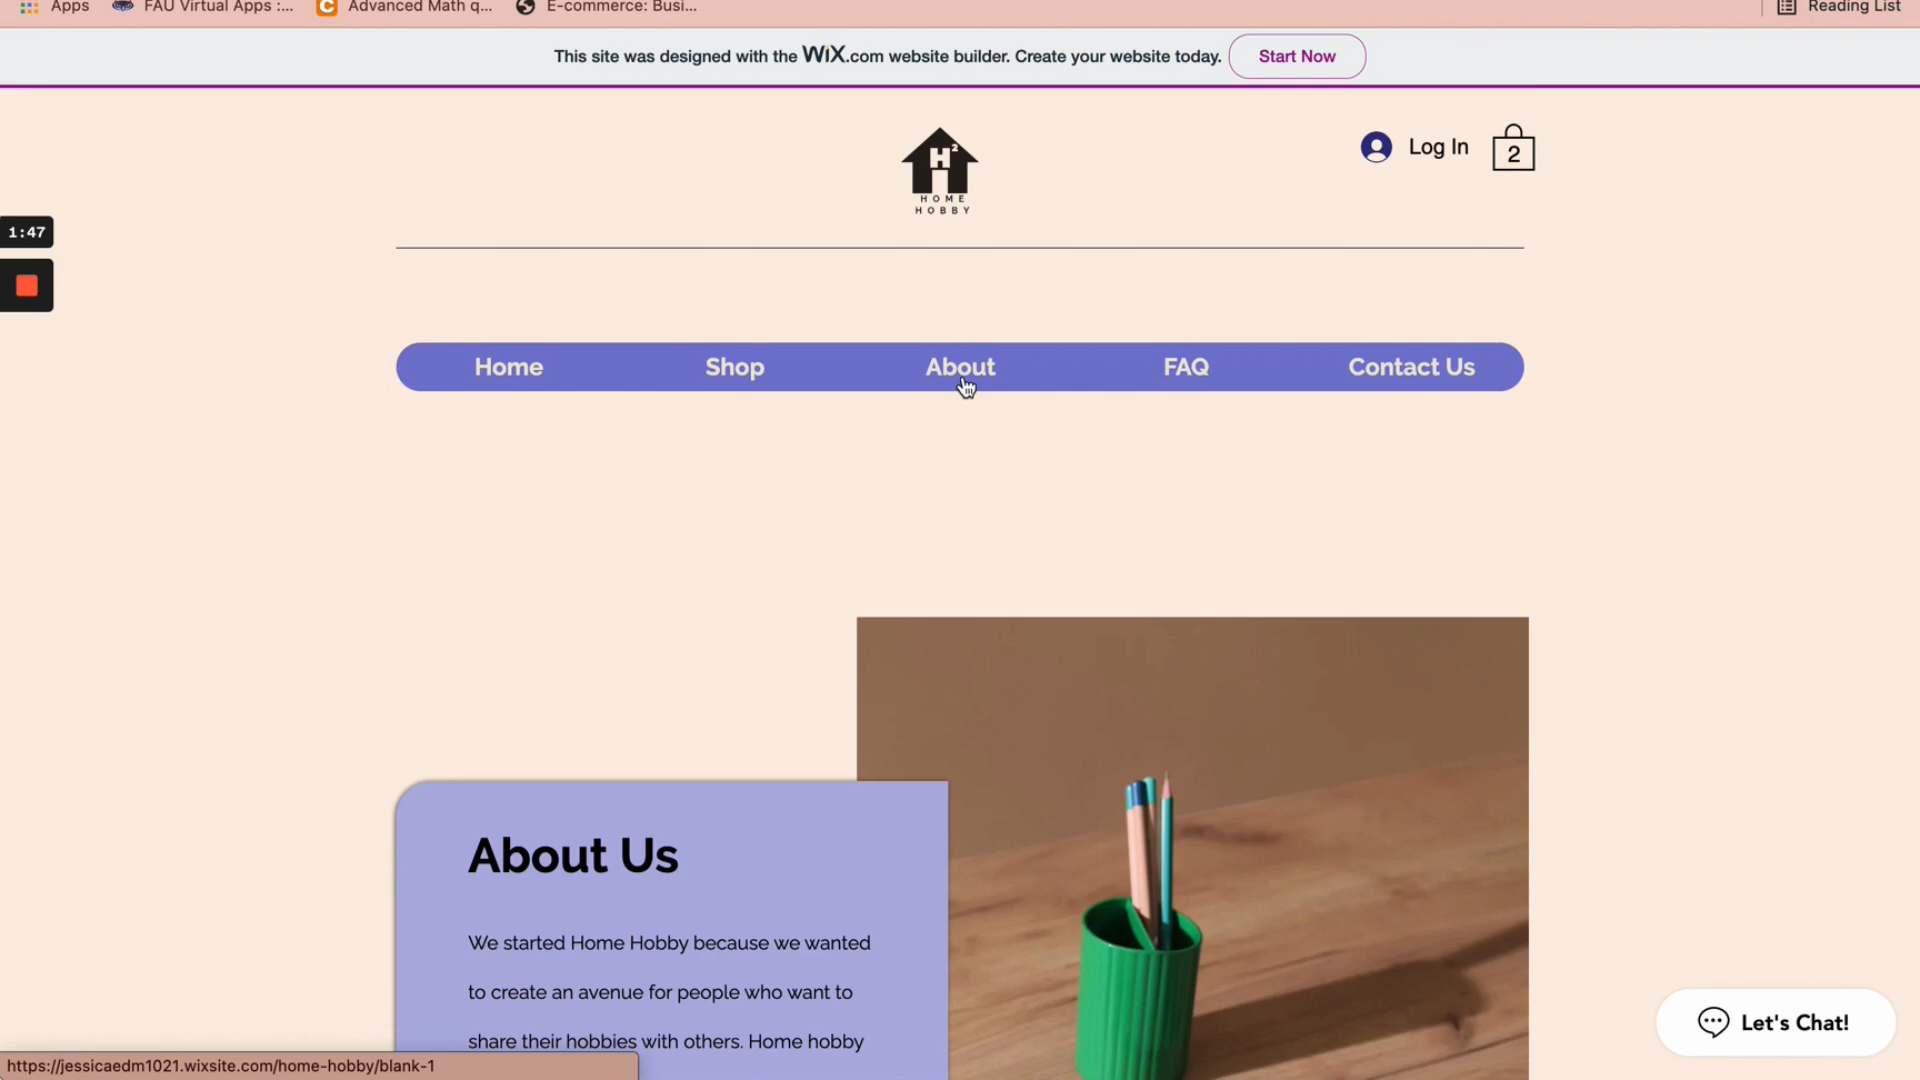 Apps
FAU Virtual Apps :...
Advanced Math q...
E-commerce: Busi...
Reading List
This site was designed with the WiX.com website builder. Create your website today.
Start Now
H²
HOME
HOBBY
Log In
2
1:47
Home
Shop
About
FAQ
Contact Us
About Us
We started Home Hobby because we wanted
to create an avenue for people who want to
share their hobbies with others. Home hobby
Let's Chat!
https://jessicaedm1021.wixsite.com/home-hobby/blank-1